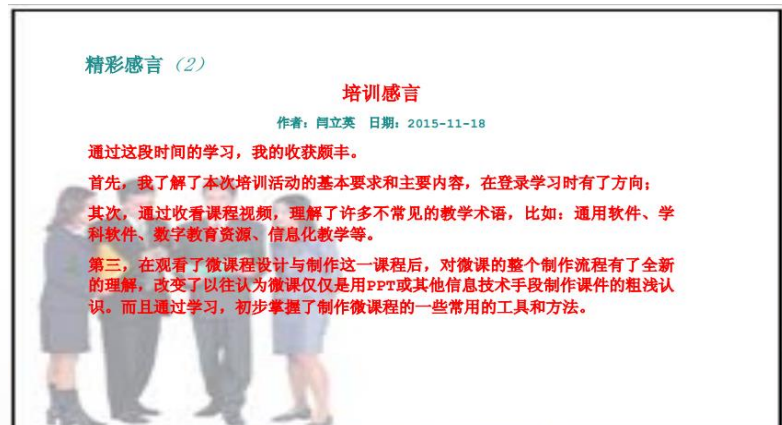 精彩感言（2）
培训感言
作者：闫立英 日期：2015-11-18
通过这段时间的学习，我的收获颇丰。
首先，我了解了本次培训活动的基本要求和主要内容，在登录学习时有了方向；
其次，通过收看课程视频，理解了许多不常见的教学术语，比如：通用软件、学
科软件、数字教育资源、信息化教学等。
第三，在观看了微课程设计与制作这一课程后，对微课的整个制作流程有了全新
的理解，改变了以往认为微课仅仅是用PPT或其他信息技术手段制作课件的粗浅认
识。而且通过学习，初步掌握了制作微课程的一些常用的工具和方法。